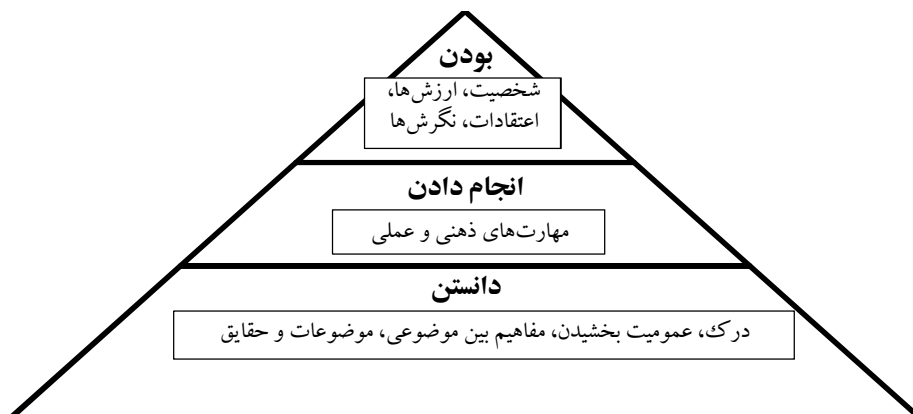 بودن
شخصیت، ارزش‌ها،
اعتقادات، نگرش‌ها
انجام دادن
مهارت‌های ذهنی و عملی
دانستن
درک، عمومیت بخشیدن، مفاهیم بین موضوعی، موضوعات و حقایق